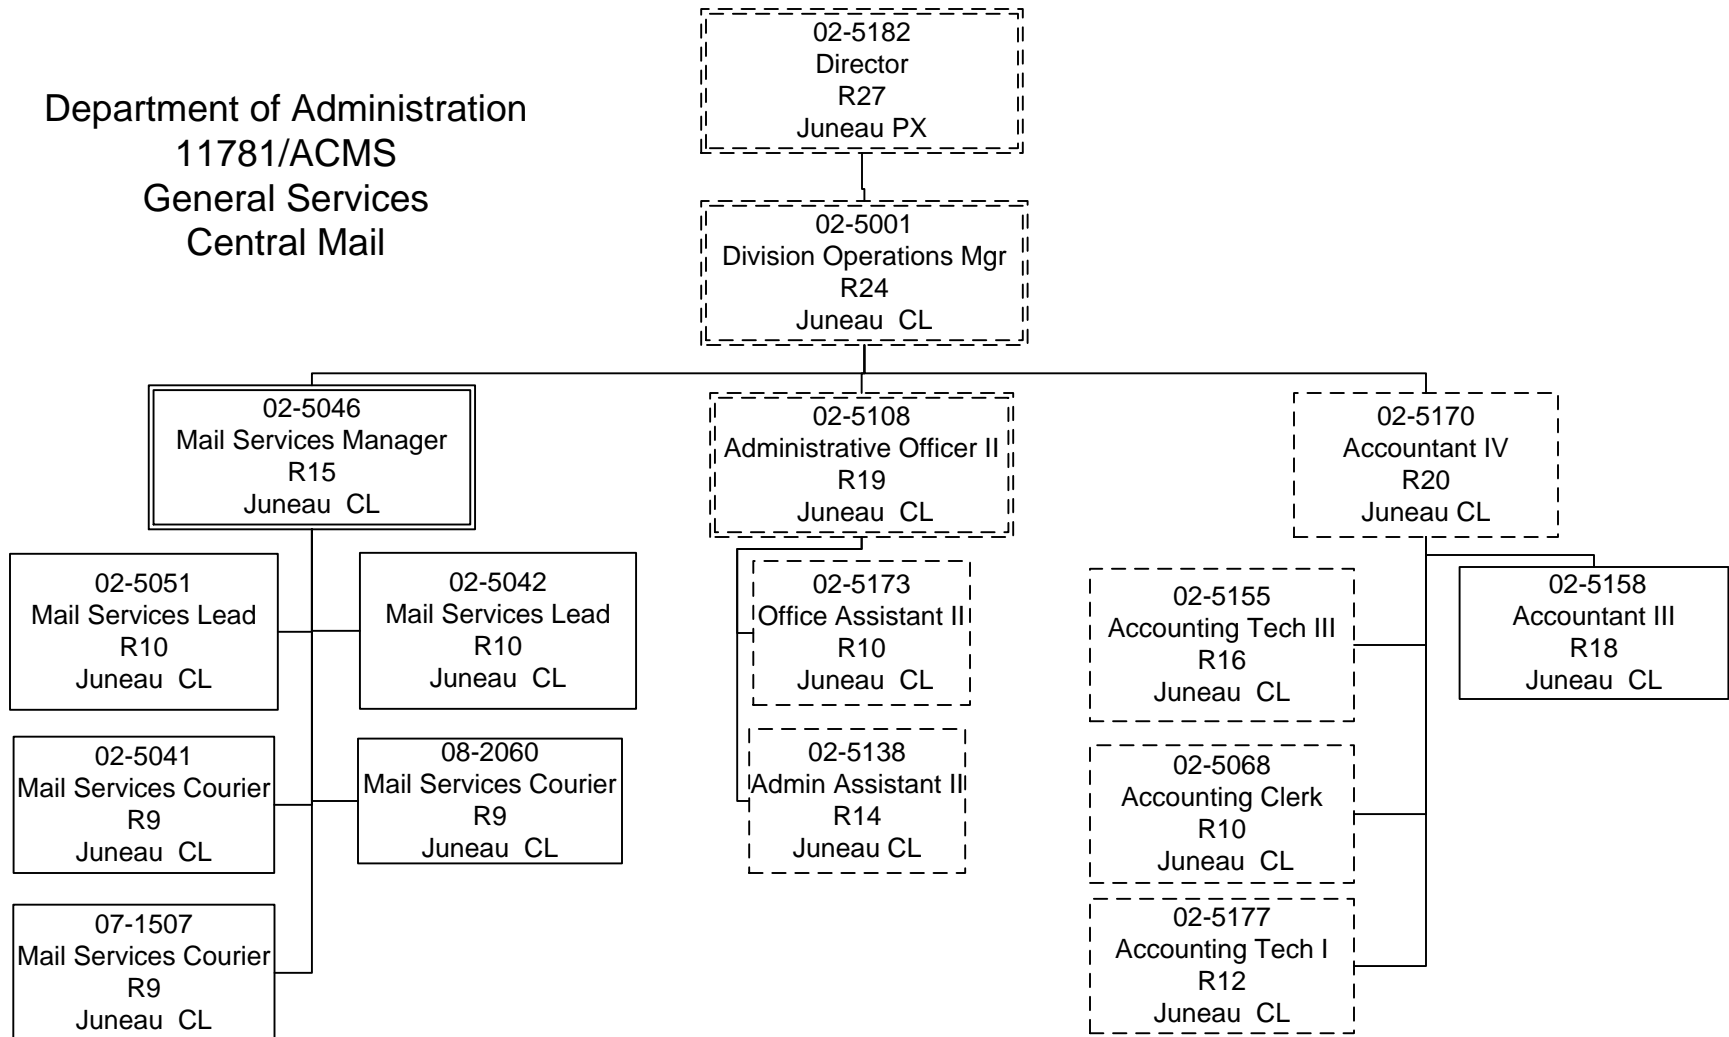 Department of Administration
11781/ACMS
General Services
Central Mail
02-5182
Director
R27
Juneau PX
02-5001
Division Operations Mgr
R24
Juneau  CL
02-5046
Mail Services Manager
R15
Juneau  CL
02-5108
Administrative Officer II
R19
Juneau  CL
02-5170
Accountant IV
R20
Juneau CL
02-5051
Mail Services Lead
R10
Juneau  CL
02-5042
Mail Services Lead
R10
Juneau  CL
02-5173
Office Assistant II
R10
Juneau  CL
02-5155
Accounting Tech III
R16
Juneau  CL
02-5158
Accountant III
R18
Juneau  CL
02-5041
Mail Services Courier
R9
Juneau  CL
08-2060
Mail Services Courier
R9
Juneau  CL
02-5138
Admin Assistant II
R14
Juneau CL
02-5068
Accounting Clerk
R10
Juneau  CL
07-1507
Mail Services Courier
R9
Juneau  CL
02-5177
Accounting Tech I
R12
Juneau  CL